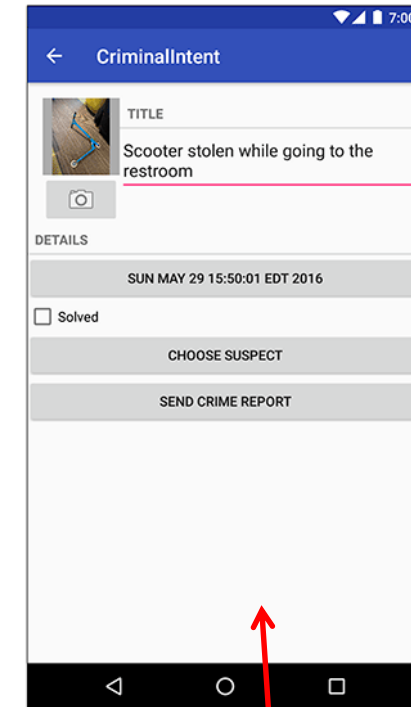 7:00
CriminalIntent
TITLE
Scooter stolen while going to the
restroom
DETAILS
SUN MAY 29 15:50:01 EDT 2016
Solved
CHOOSE SUSPECT
SEND CRIME REPORT